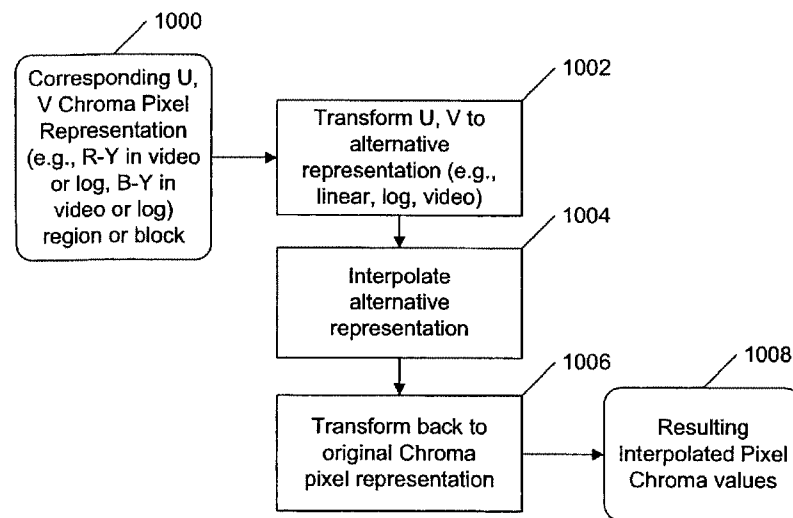 1000
Corresponding U,
V Chroma Pixel
Representation
(e.g., R-Y in video
or log, B-Y in
video or log)
region or block
1002
Transform U, V to
alternative
representation (e.g.,
linear, log, video)
1004
Interpolate
alternative
representation
1006
Transform back to
original Chroma
pixel representation
1008
Resulting
Interpolated Pixel
Chroma values